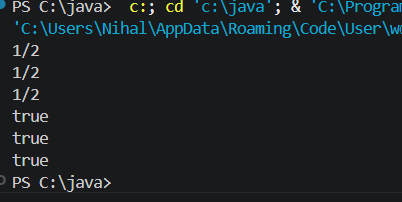 PS C:\java>  c:; cd 'c:\java'; & 'C:\Progra
'C:\Users\Nihal\AppData\Roaming\Code\User\wo
1/2
1/2
1/2
true
true
true
PS C:\java>